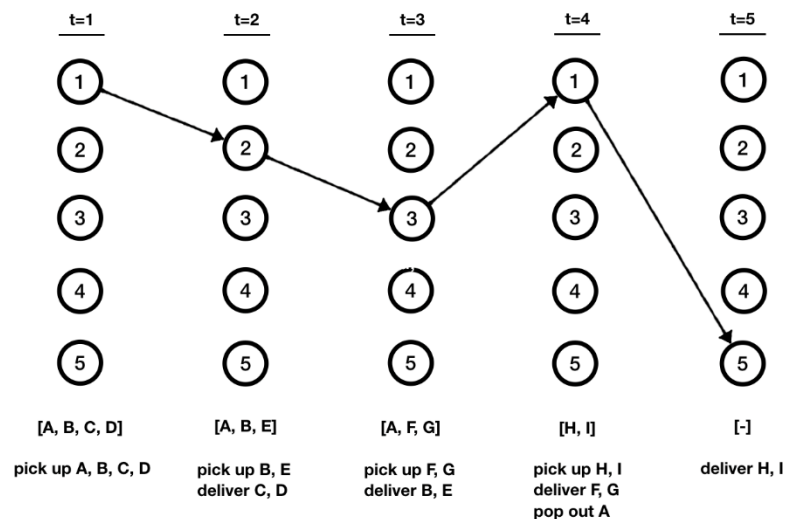 t=1 t=2 t=3 t=4 t=5
1 1 1 1 1
2 2 2 2 2
3 3 3 3 3
4 4 4 4 4
5 5 5 5 5
[A, B, C, D] [A, B, E] [A, F, G] [H, I] [-]
pick up A, B, C, D pick up B, E pick up F, G pick up H, I deliver H, I
deliver C, D deliver B, E deliver F, G
pop out A